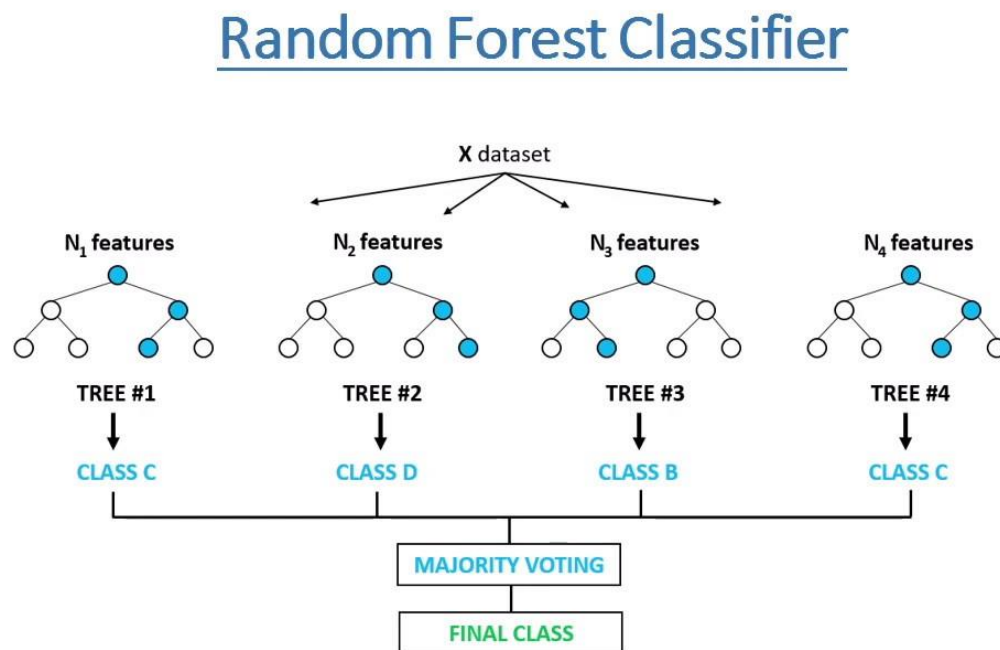 Random Forest Classifier
X dataset
N₁ features N₂ features N₃ features N₄ features
TREE #1 TREE #2 TREE #3 TREE #4
CLASS C CLASS D CLASS B CLASS C
MAJORITY VOTING
FINAL CLASS